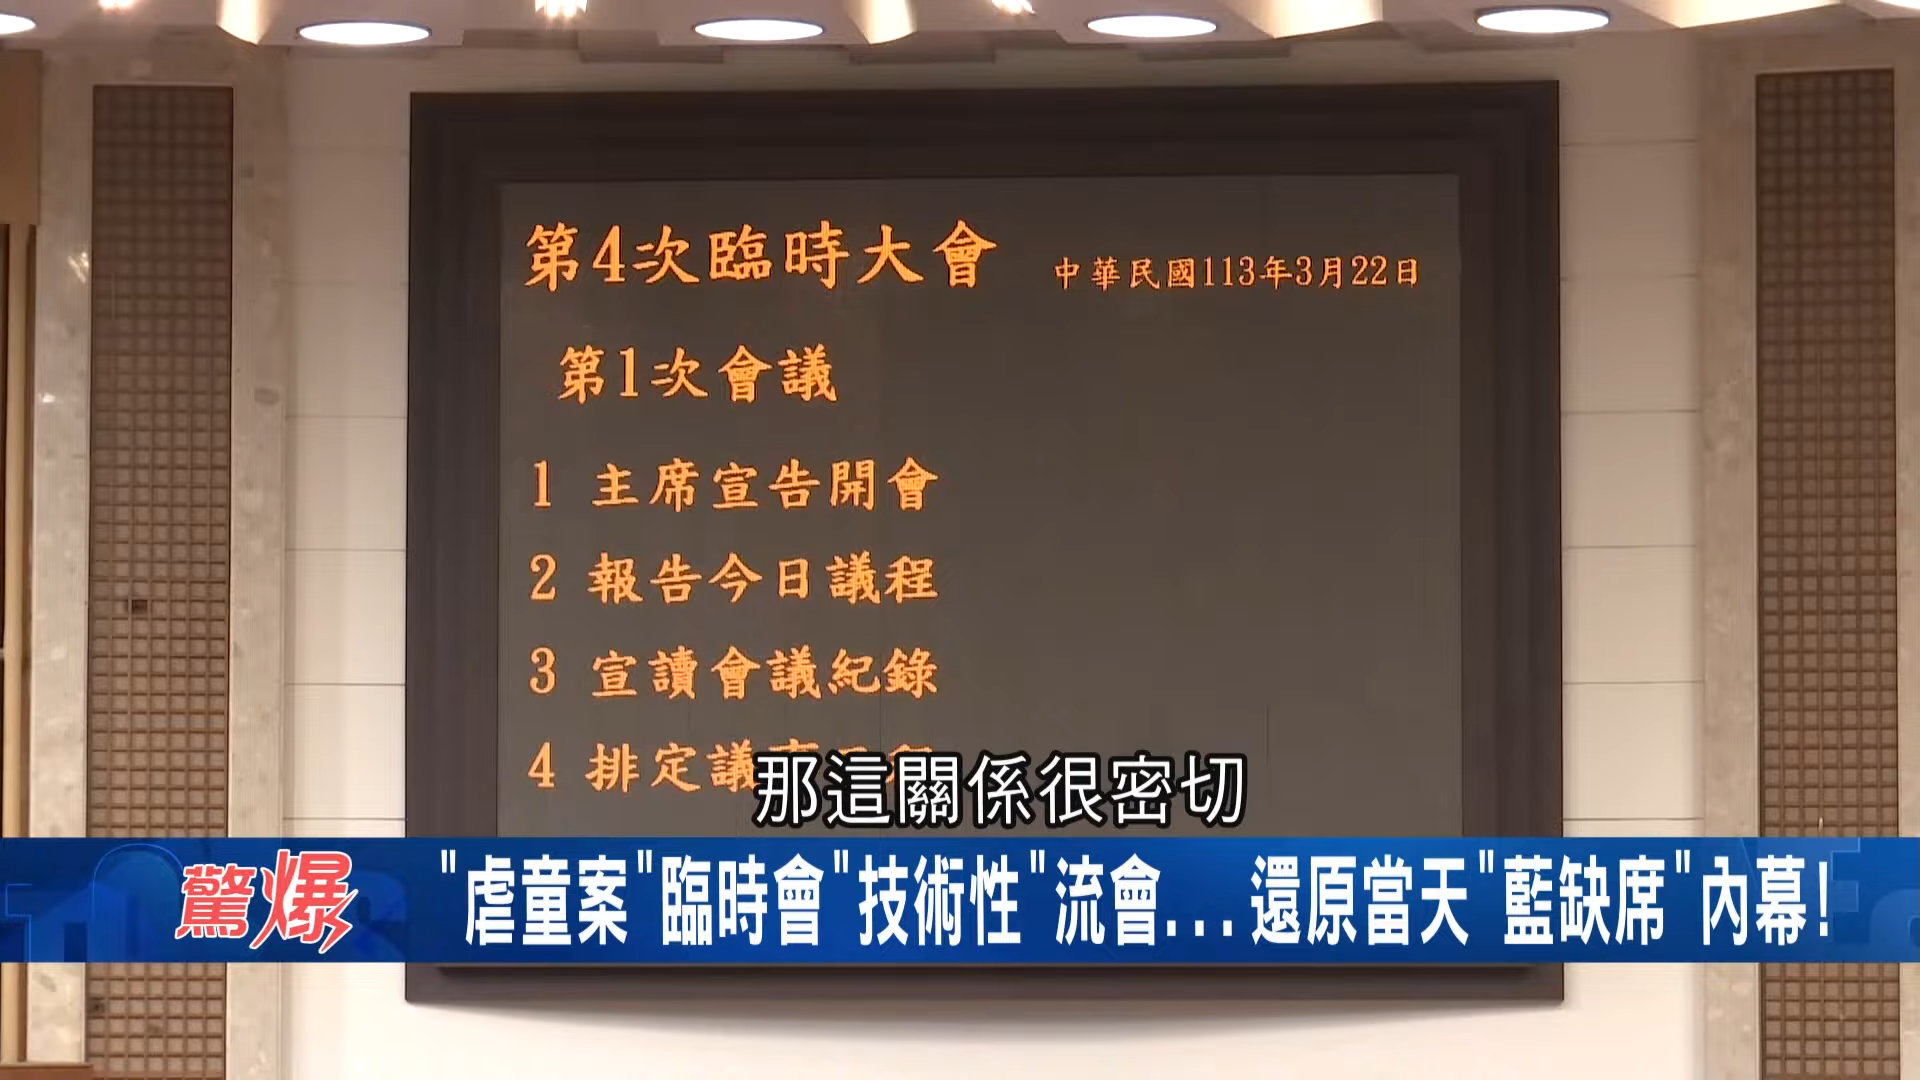 第4次臨時大會 中華民國113年3月22日
第1次會議
1 主席宣告開會
2 報告今日議程
3 宣讀會議紀錄
4 排定議
那這關係很密切
驚爆 "虐童案"臨時會"技術性"流會...還原當天"藍缺席"內幕!